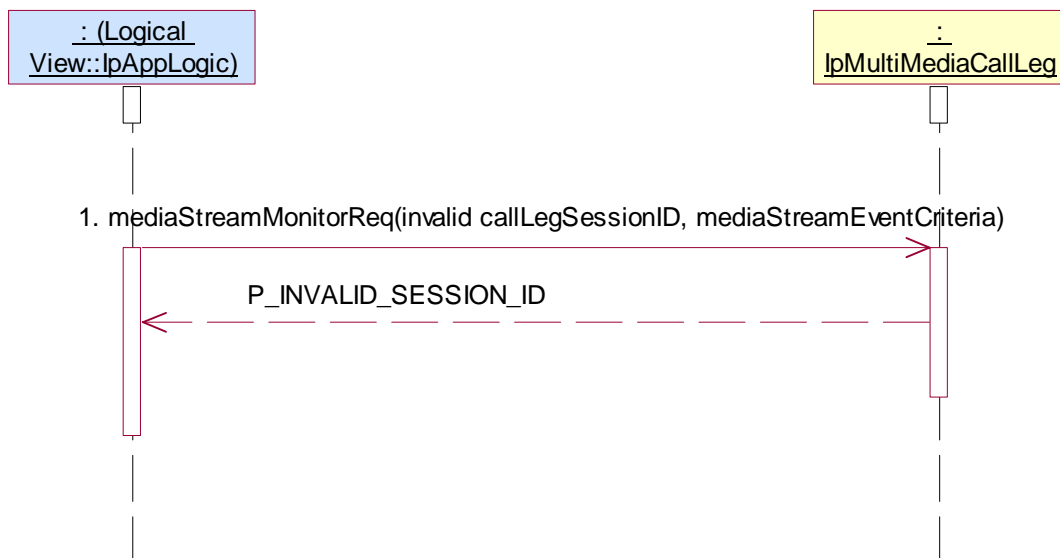 : (Logical
View::IpAppLogic)
:
IpMultiMediaCallLeg
1. mediaStreamMonitorReq(invalid callLegSessionID, mediaStreamEventCriteria)
P_INVALID_SESSION_ID